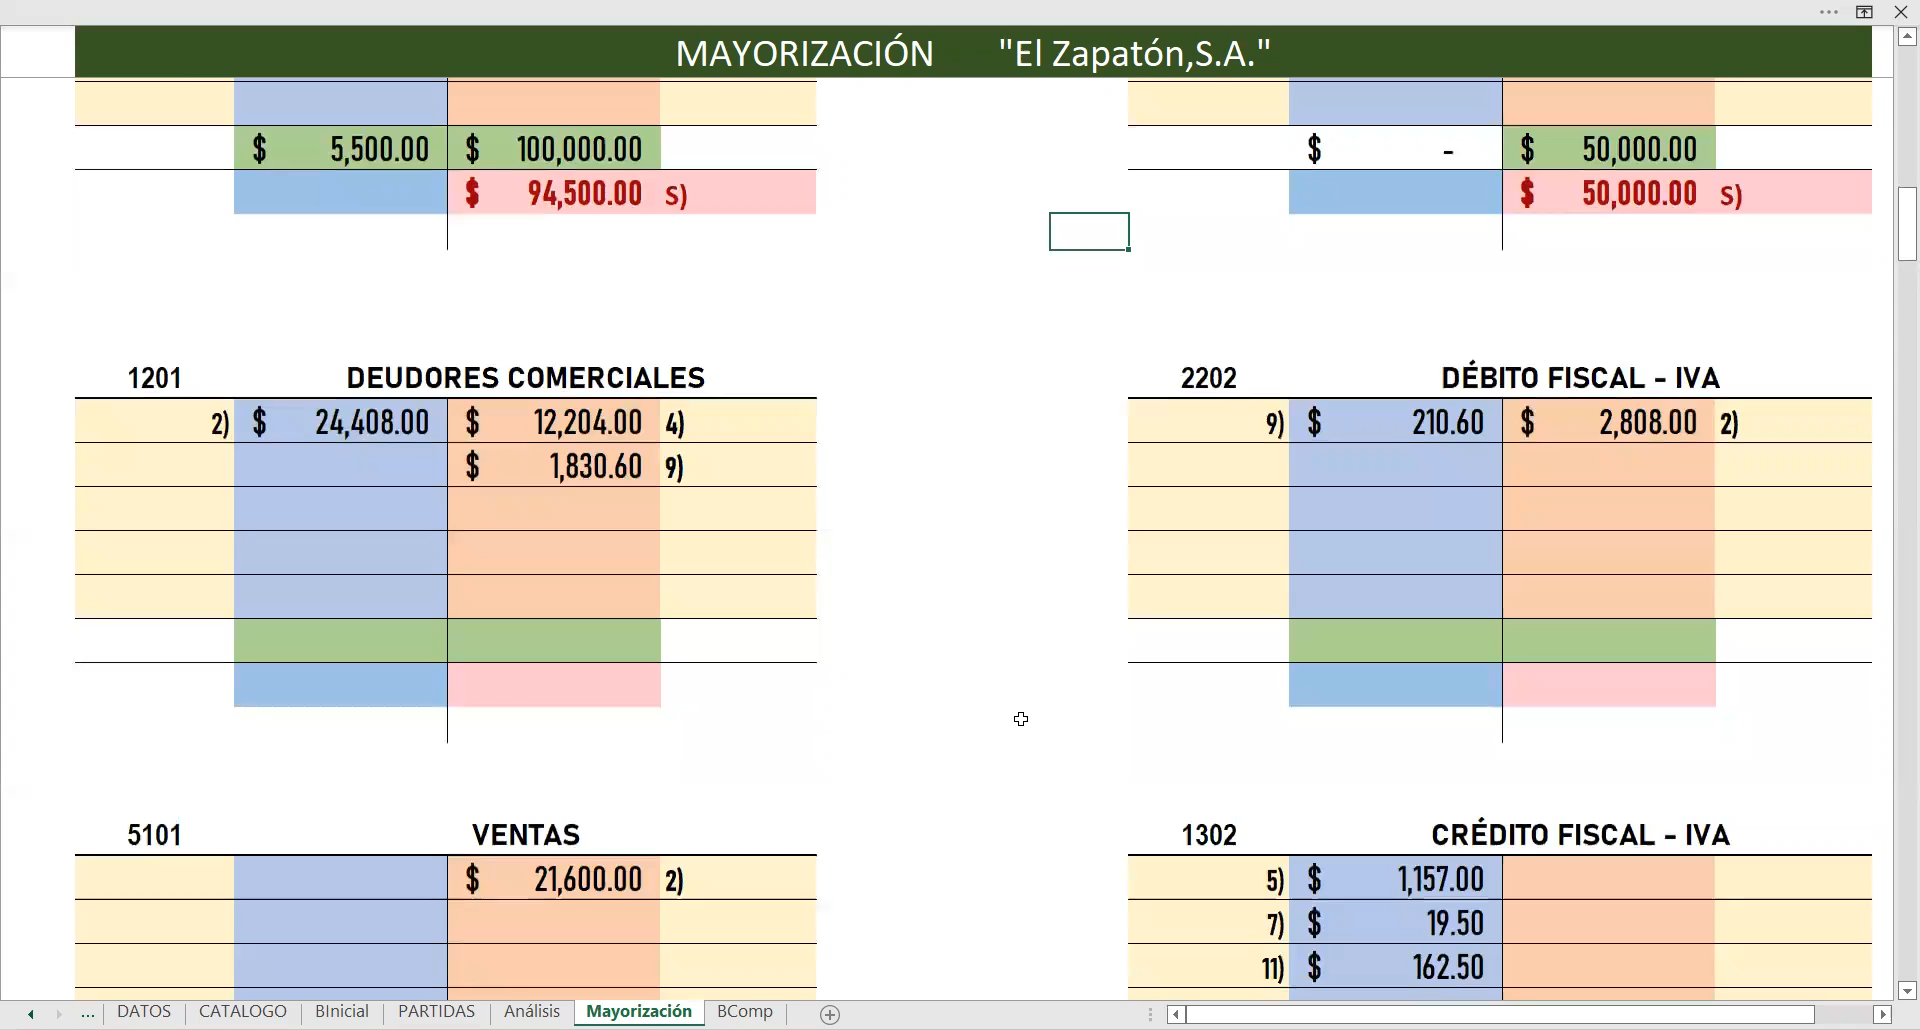 MAYORIZACIÓN "El Zapatón,S.A."
$ 5,500.00 $ 100,000.00
$ 94,500.00 S)
$ - $ 50,000.00
$ 50,000.00 S)
1201 DEUDORES COMERCIALES
2) $ 24,408.00 $ 12,204.00 4)
$ 1,830.60 9)
2202 DÉBITO FISCAL - IVA
9) $ 210.60 $ 2,808.00 2)
5101 VENTAS
$ 21,600.00 2)
1302 CRÉDITO FISCAL - IVA
5) $ 1,157.00
7) $ 19.50
11) $ 162.50
... DATOS CATALOGO BInicial PARTIDAS Análisis Mayorización BComp